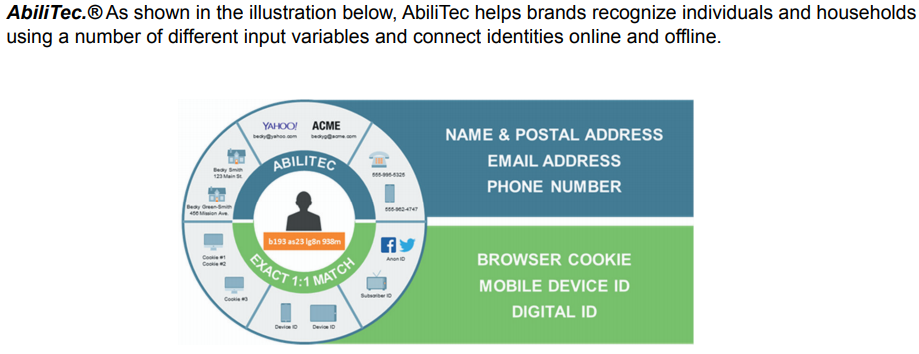 AbiliTec.® As shown in the illustration below, AbiliTec helps brands recognize individuals and households
using a number of different input variables and connect identities online and offline.
YAHOO!
becky@yahoo.com
ACME
beckyg@acme.com
Becky Smith
123 Main St.
Becky Green-Smith
456 Mission Ave.
555-995-5325
555-962-4747
ABILITEC
b193 as23 lg8n 938m
EXACT 1:1 MATCH
Cookie #1
Cookie #2
Cookie #3
Device ID
Device ID
Subscriber ID
Anon ID
NAME & POSTAL ADDRESS
EMAIL ADDRESS
PHONE NUMBER
BROWSER COOKIE
MOBILE DEVICE ID
DIGITAL ID